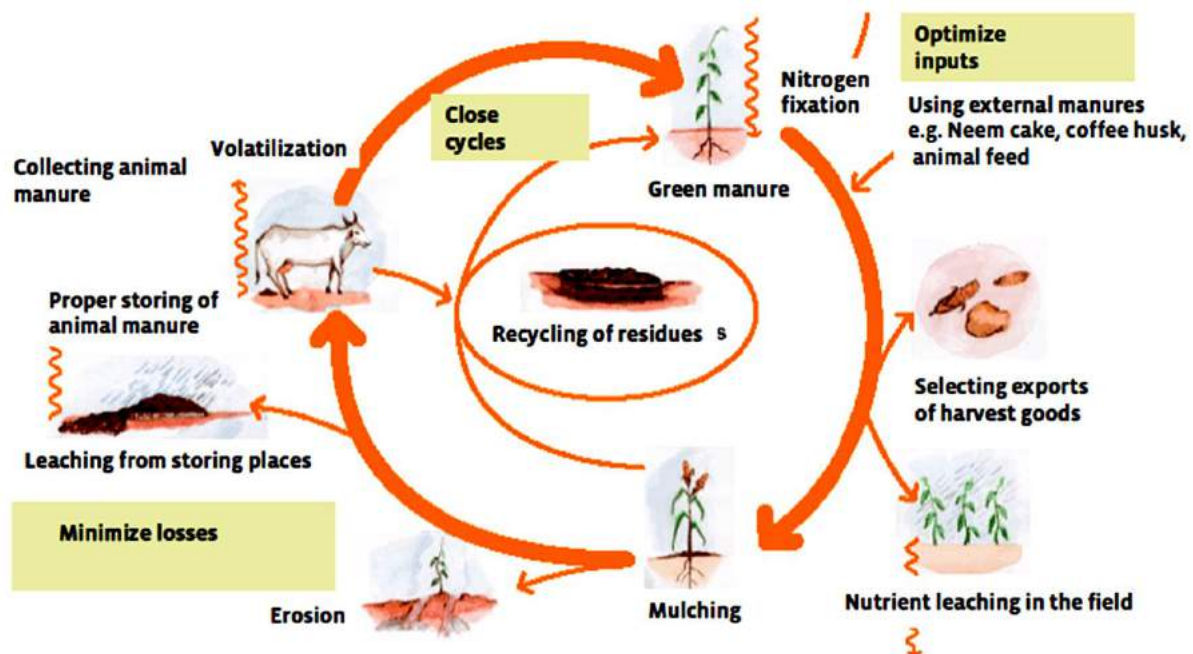 Optimize
inputs
Nitrogen
fixation
Using external manures
e.g. Neem cake, coffee husk,
animal feed
Close
cycles
Volatilization
Collecting animal
manure
Green manure
Proper storing of
animal manure
Recycling of residues s
Selecting exports
of harvest goods
Leaching from storing places
Minimize losses
Erosion
Mulching
Nutrient leaching in the field